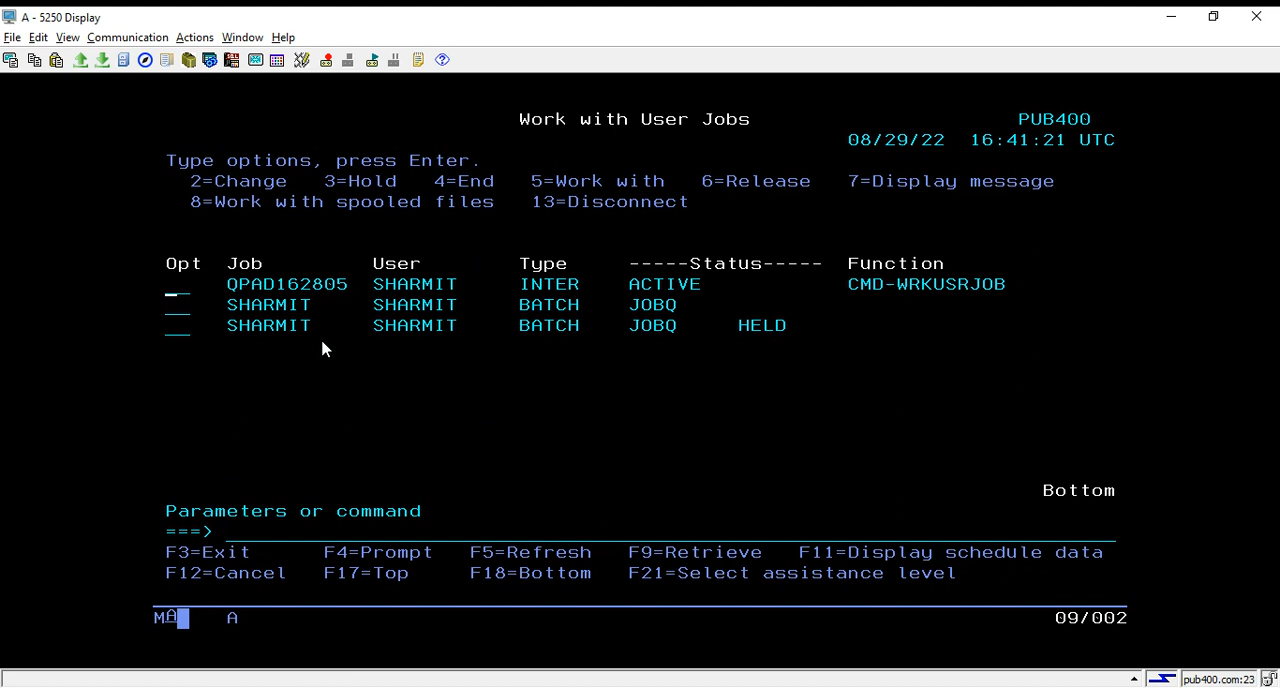 A - 5250 Display
File Edit View Communication Actions Window Help
Work with User Jobs PUB400
08/29/22 16:41:21 UTC
Type options, press Enter.
2=Change 3=Hold 4=End 5=Work with 6=Release 7=Display message
8=Work with spooled files 13=Disconnect
Opt Job User Type -----Status----- Function
__ QPAD162805 SHARMIT INTER ACTIVE CMD-WRKUSRJOB
__ SHARMIT SHARMIT BATCH JOBQ
__ SHARMIT SHARMIT BATCH JOBQ HELD
Bottom
Parameters or command
===>
F3=Exit F4=Prompt F5=Refresh F9=Retrieve F11=Display schedule data
F12=Cancel F17=Top F18=Bottom F21=Select assistance level
MA A 09/002
pub400.com:23